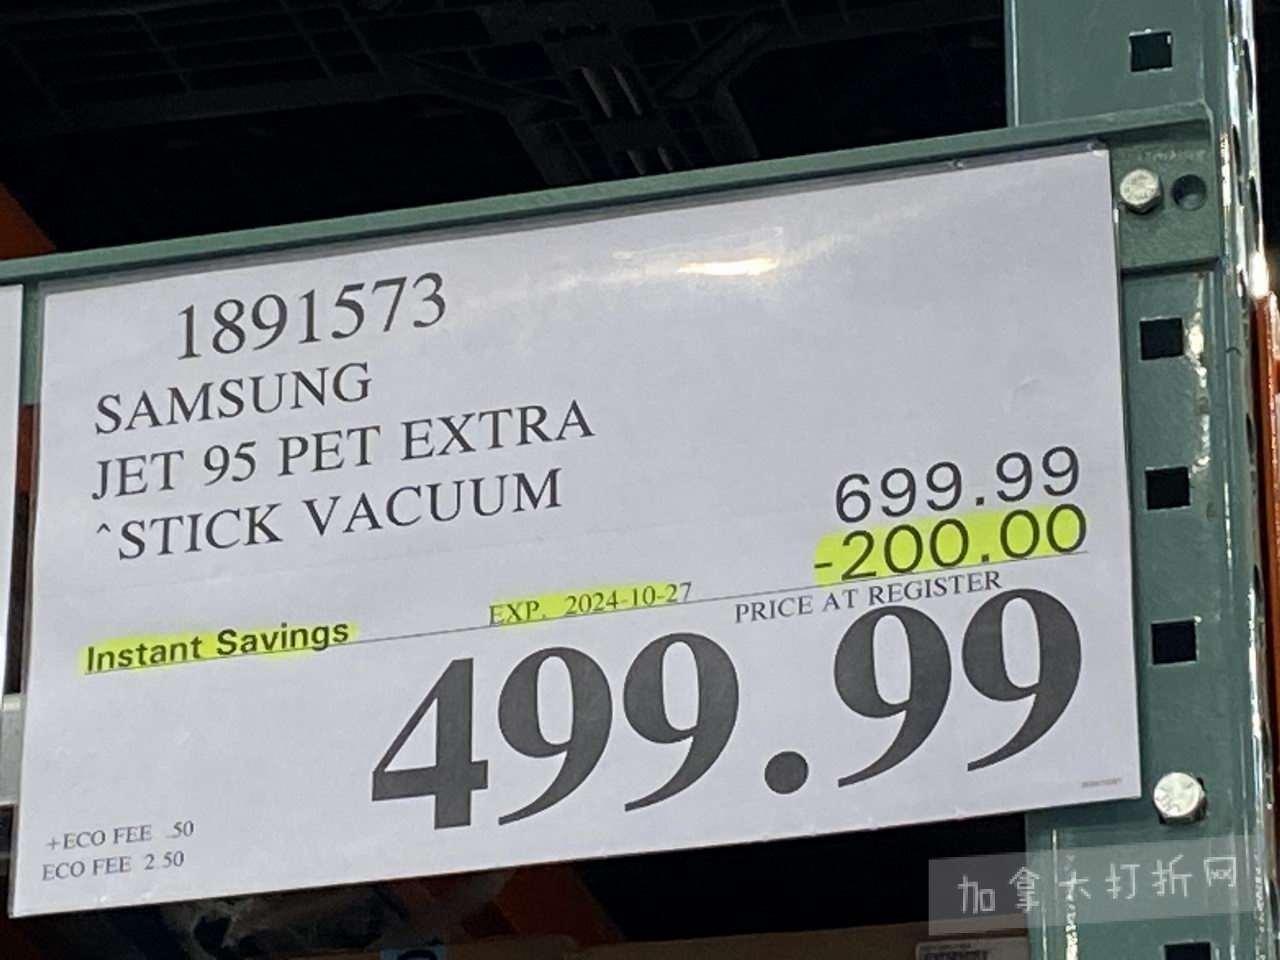 1891573
SAMSUNG
JET 95 PET EXTRA
^STICK VACUUM
699.99
-200.00
Instant Savings EXP. 2024-10-27 PRICE AT REGISTER
499.99
+ECO FEE .50
ECO FEE 2.50
加拿大打折网